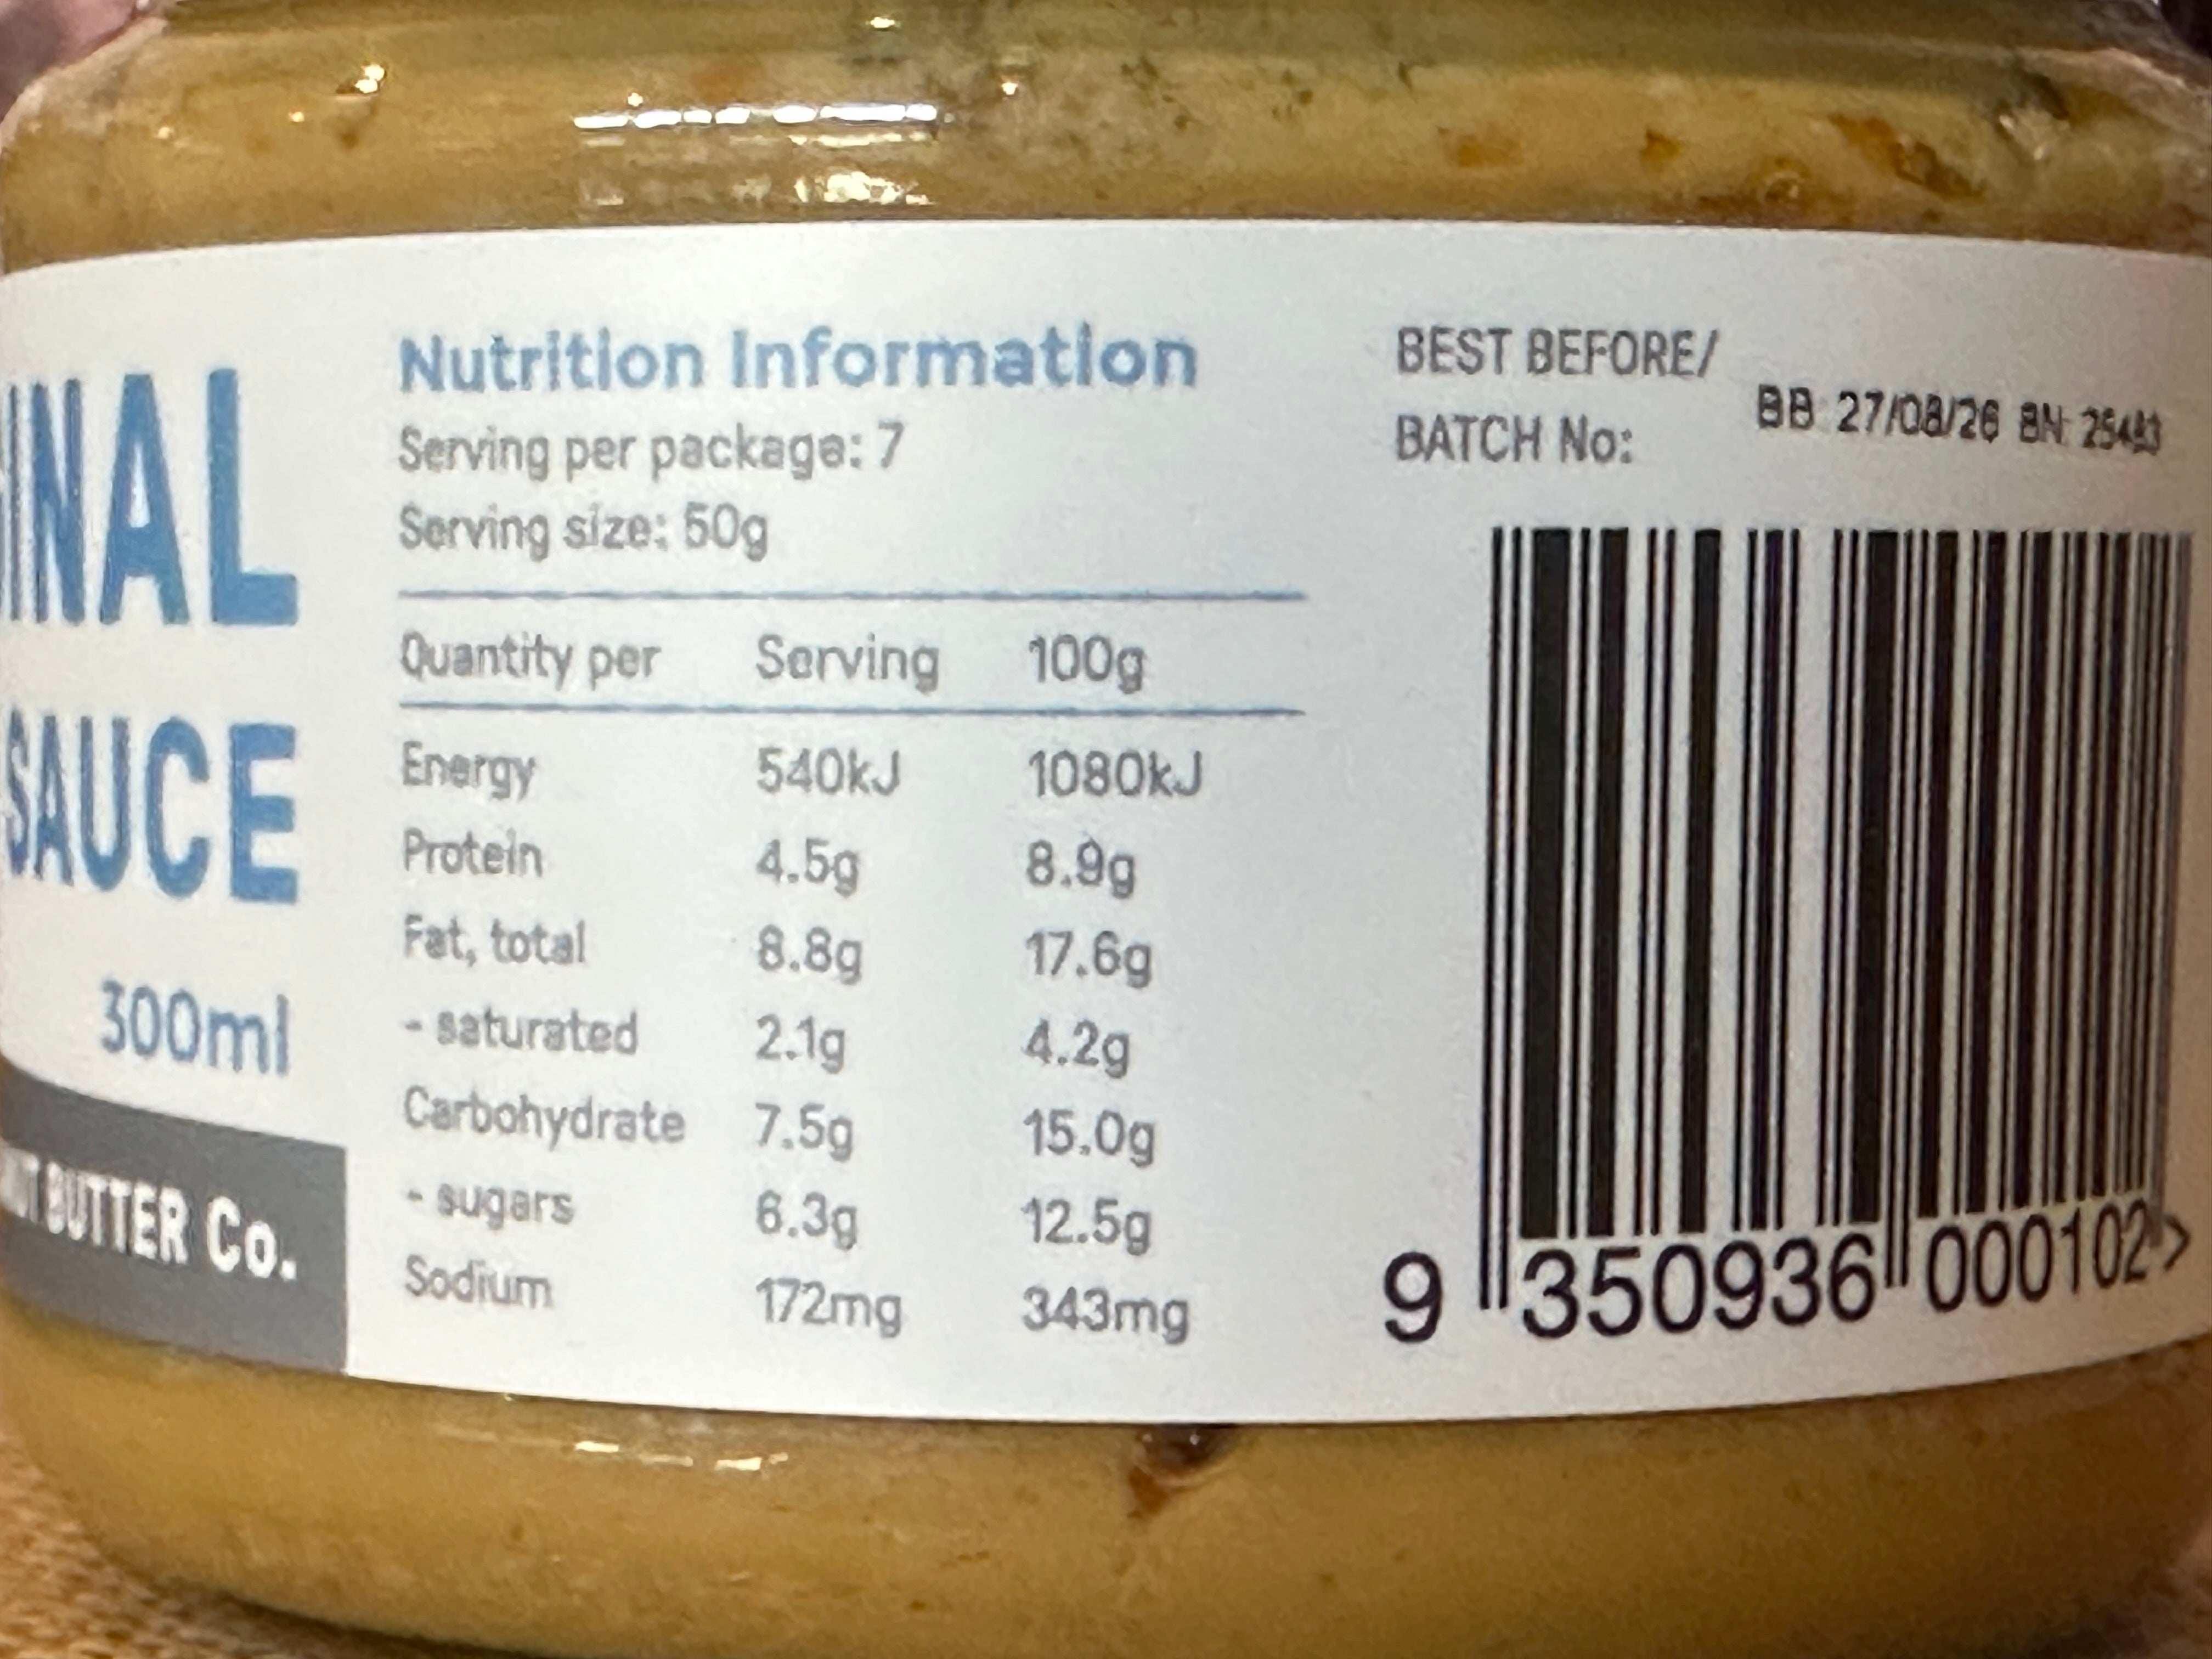 INAL
SAUCE
300ml
BUTTER Co.
Nutrition Information
Serving per package: 7
Serving size: 50g
Quantity per Serving 100g
Energy 540kJ 1080kJ
Protein 4.5g 8.9g
Fat, total 8.8g 17.6g
- saturated 2.1g 4.2g
Carbohydrate 7.5g 15.0g
- sugars 6.3g 12.5g
Sodium 172mg 343mg
BEST BEFORE/
BATCH No:
BB: 27/08/26 BN:
9 350936 000102 >